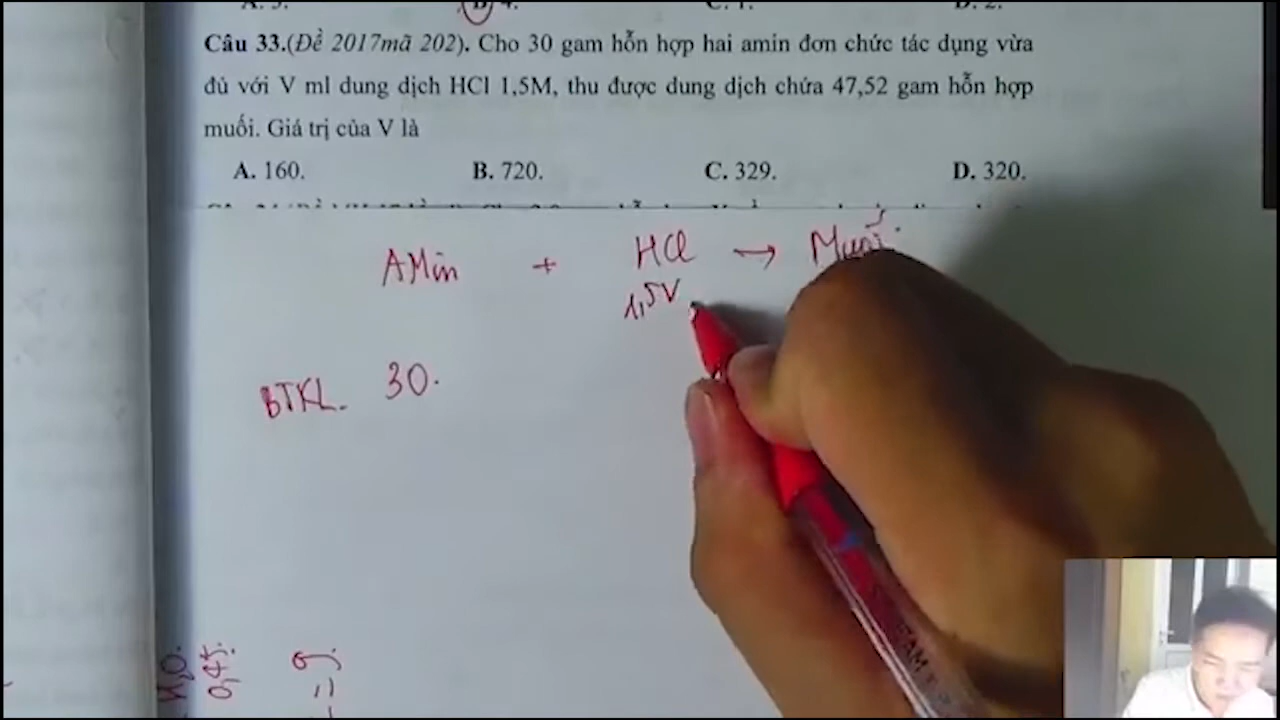 Câu 33.(Đề 2017mã 202). Cho 30 gam hỗn hợp hai amin đơn chức tác dụng vừa
đủ với V ml dung dịch HCl 1,5M, thu được dung dịch chứa 47,52 gam hỗn hợp
muối. Giá trị của V là
A. 160. B. 720. C. 329. D. 320.
AMin + HCl → Muối
1,5V
BTKL. 30.
0,45.